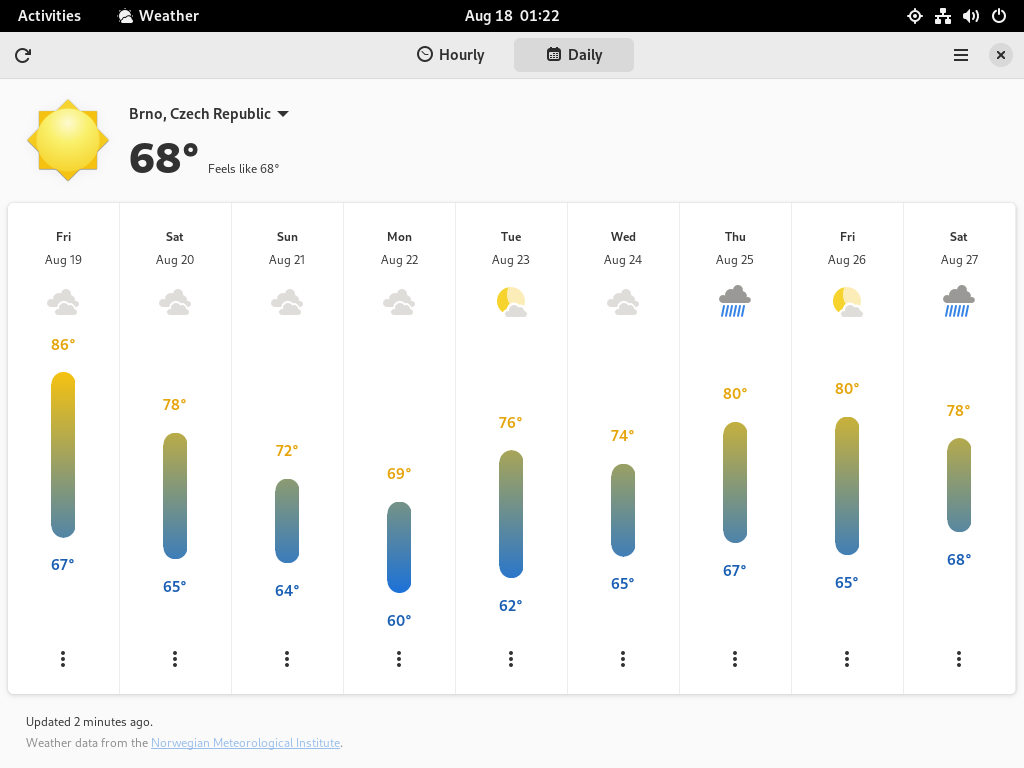 Activities Weather Aug 18 01:22
Hourly Daily
Brno, Czech Republic
68° Feels like 68°
Fri Sat Sun Mon Tue Wed Thu Fri Sat
Aug 19 Aug 20 Aug 21 Aug 22 Aug 23 Aug 24 Aug 25 Aug 26 Aug 27
86° 78° 72° 69° 76° 74° 80° 80° 78°
67° 65° 64° 60° 62° 65° 67° 65° 68°
Updated 2 minutes ago.
Weather data from the Norwegian Meteorological Institute.